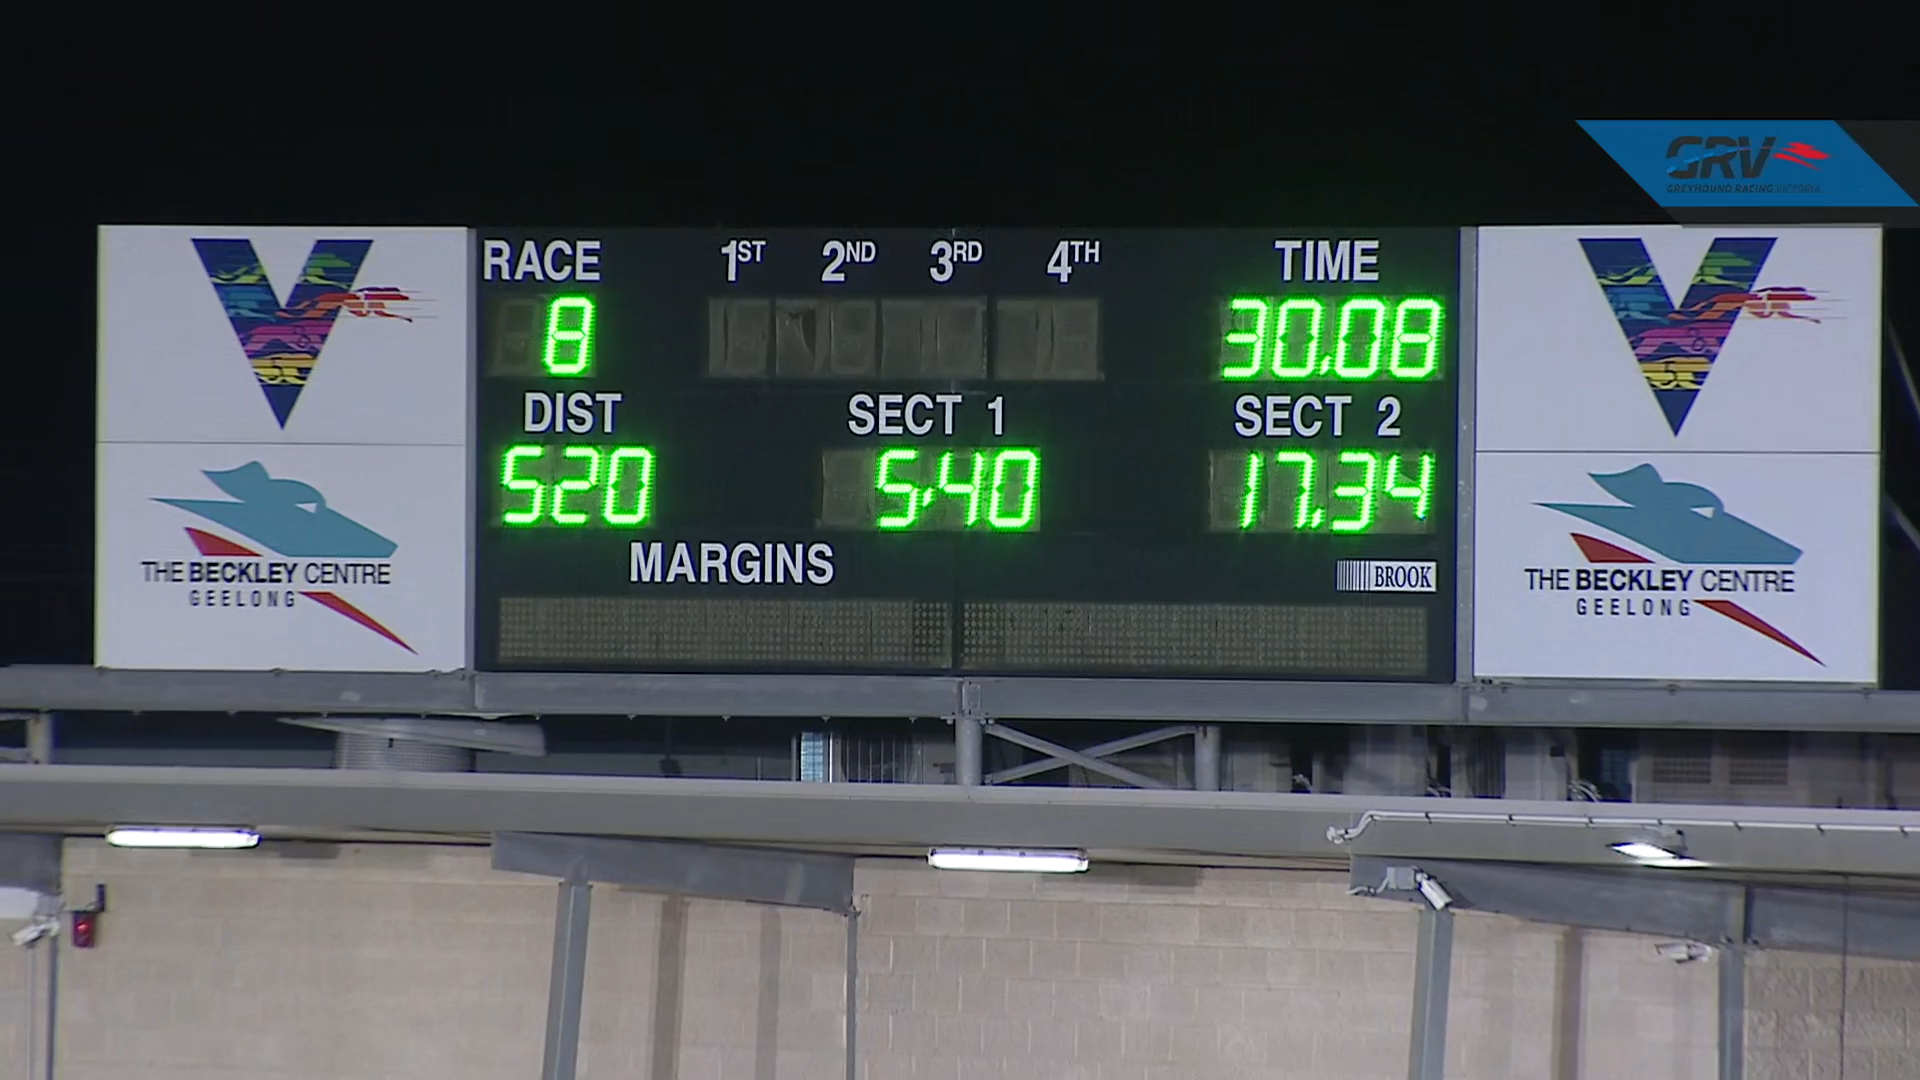 GRV
GREYHOUND RACING VICTORIA
RACE 1ST 2ND 3RD 4TH TIME
8 30.08
DIST SECT 1 SECT 2
520 5.40 17.34
MARGINS
BROOK
THE BECKLEY CENTRE
GEELONG
THE BECKLEY CENTRE
GEELONG